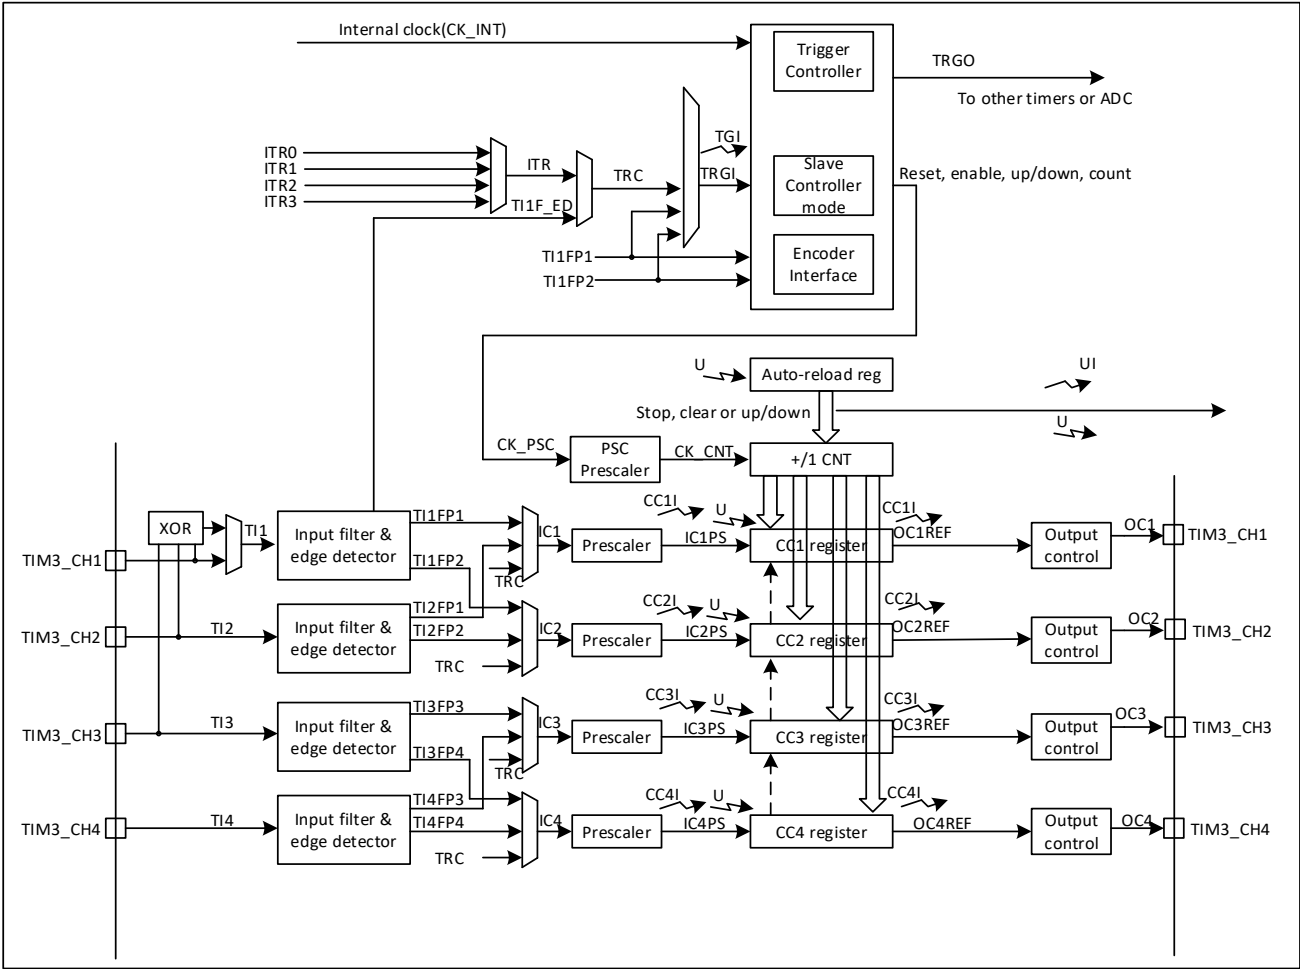 Internal clock(CK_INT)
Trigger
Controller
TRGO
To other timers or ADC
TGI
ITR0
ITR1
ITR2
ITR3
ITR
TRC
TRGI
TI1F_ED
Slave
Controller
mode
Reset, enable, up/down, count
TI1FP1
TI1FP2
Encoder
Interface
U
Auto-reload reg
UI
Stop, clear or up/down
U
CK_PSC
PSC
Prescaler
CK_CNT
+/1 CNT
XOR
TI1
Input filter &
edge detector
TI1FP1
TI1FP2
TRC
IC1
Prescaler
CC1I
U
IC1PS
CC1 register
CC1I
OC1REF
Output
control
OC1
TIM3_CH1
TIM3_CH1
TIM3_CH2
TI2
Input filter &
edge detector
TI2FP1
TI2FP2
TRC
IC2
Prescaler
CC2I
U
IC2PS
CC2 register
CC2I
OC2REF
Output
control
OC2
TIM3_CH2
TIM3_CH3
TI3
Input filter &
edge detector
TI3FP3
TI3FP4
TRC
IC3
Prescaler
CC3I
U
IC3PS
CC3 register
CC3I
OC3REF
Output
control
OC3
TIM3_CH3
TIM3_CH4
TI4
Input filter &
edge detector
TI4FP3
TI4FP4
TRC
IC4
Prescaler
CC4I
U
IC4PS
CC4 register
CC4I
OC4REF
Output
control
OC4
TIM3_CH4